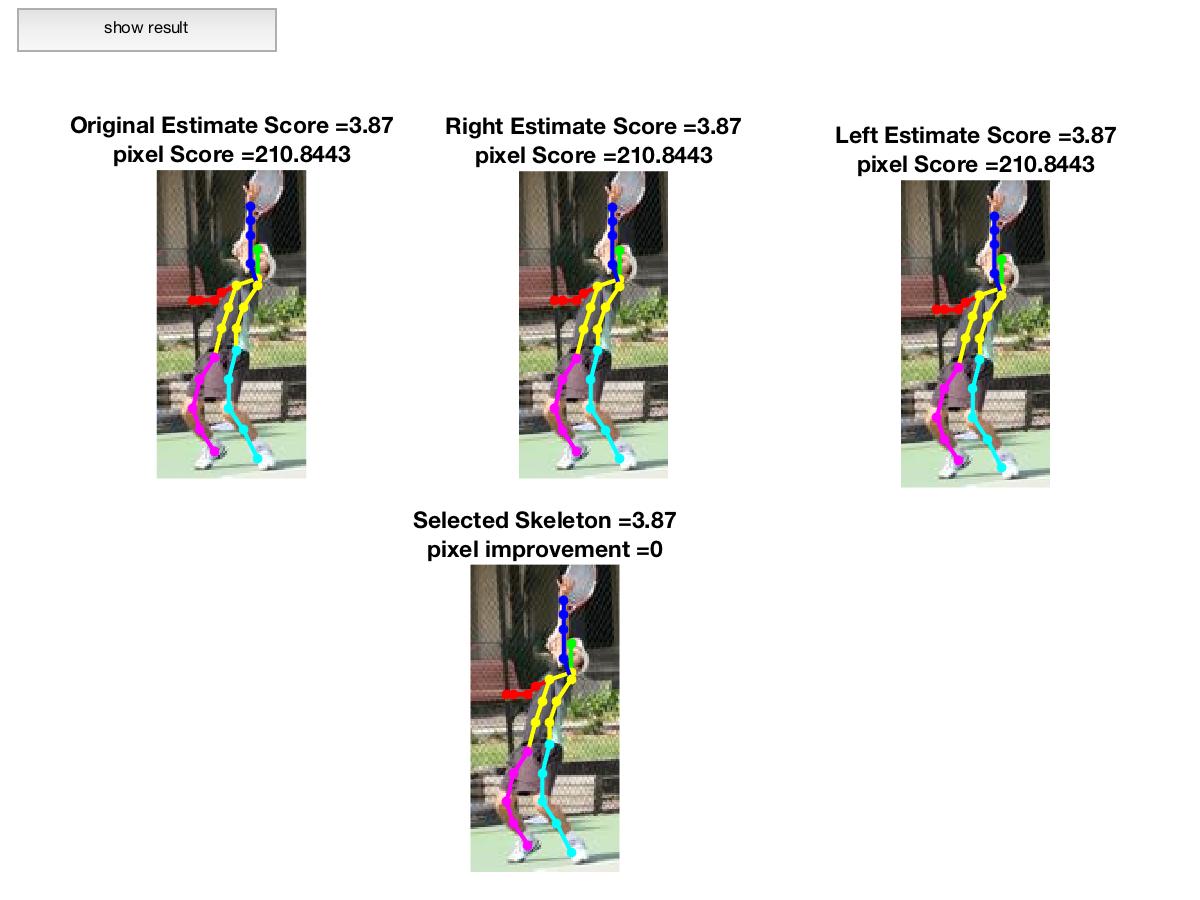 show result
Original Estimate Score =3.87
pixel Score =210.8443
Right Estimate Score =3.87
pixel Score =210.8443
Left Estimate Score =3.87
pixel Score =210.8443
Selected Skeleton =3.87
pixel improvement =0